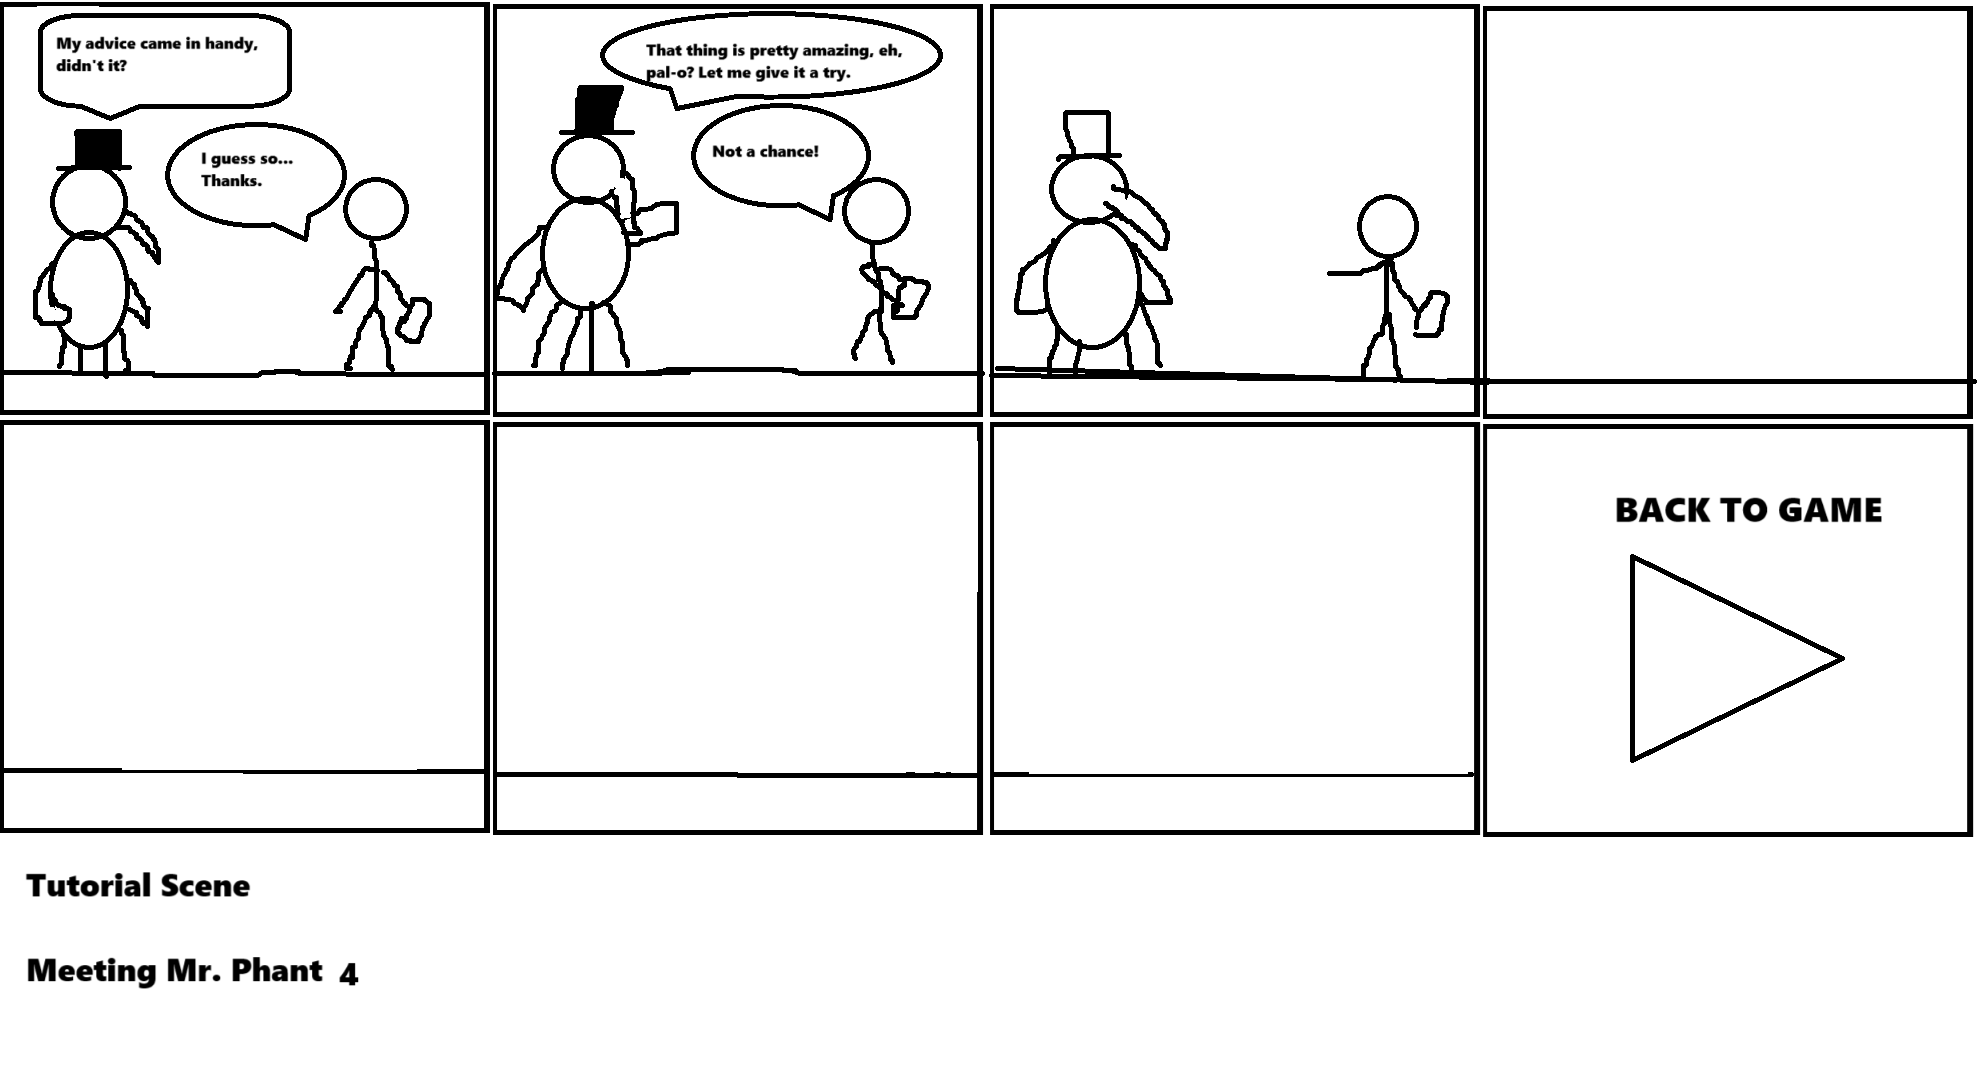 My advice came in handy,
didn't it?
I guess so...
Thanks.
That thing is pretty amazing, eh,
pal-o? Let me give it a try.
Not a chance!
BACK TO GAME
Tutorial Scene
Meeting Mr. Phant 4